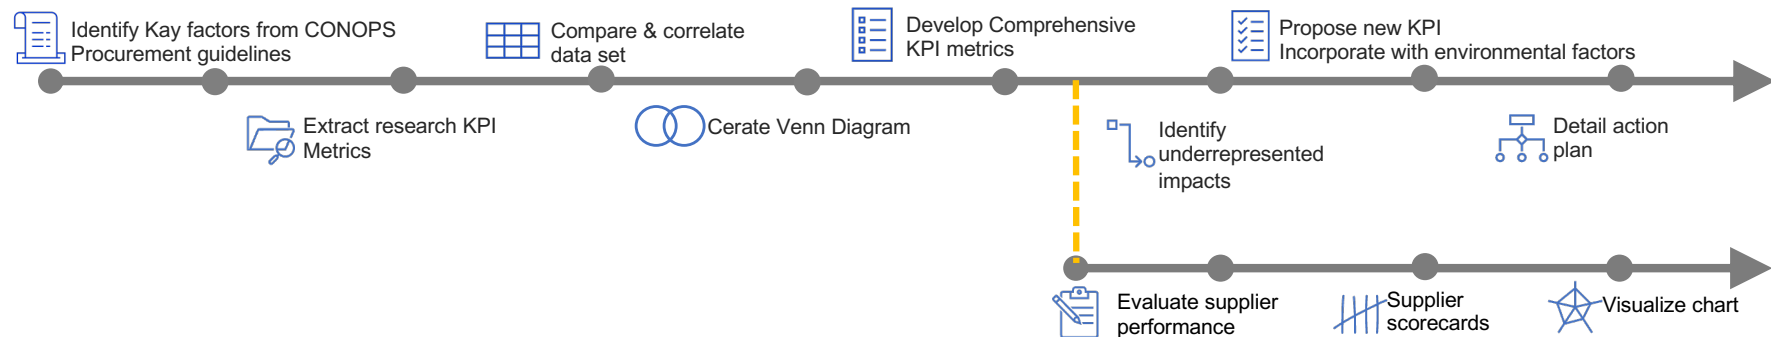 Identify Kay factors from CONOPS
Procurement guidelines
Extract research KPI
Metrics
Compare & correlate
data set
Cerate Venn Diagram
Develop Comprehensive
KPI metrics
Identify
underrepresented
impacts
Propose new KPI
Incorporate with environmental factors
Detail action
plan
Evaluate supplier
performance
Supplier
scorecards
Visualize chart